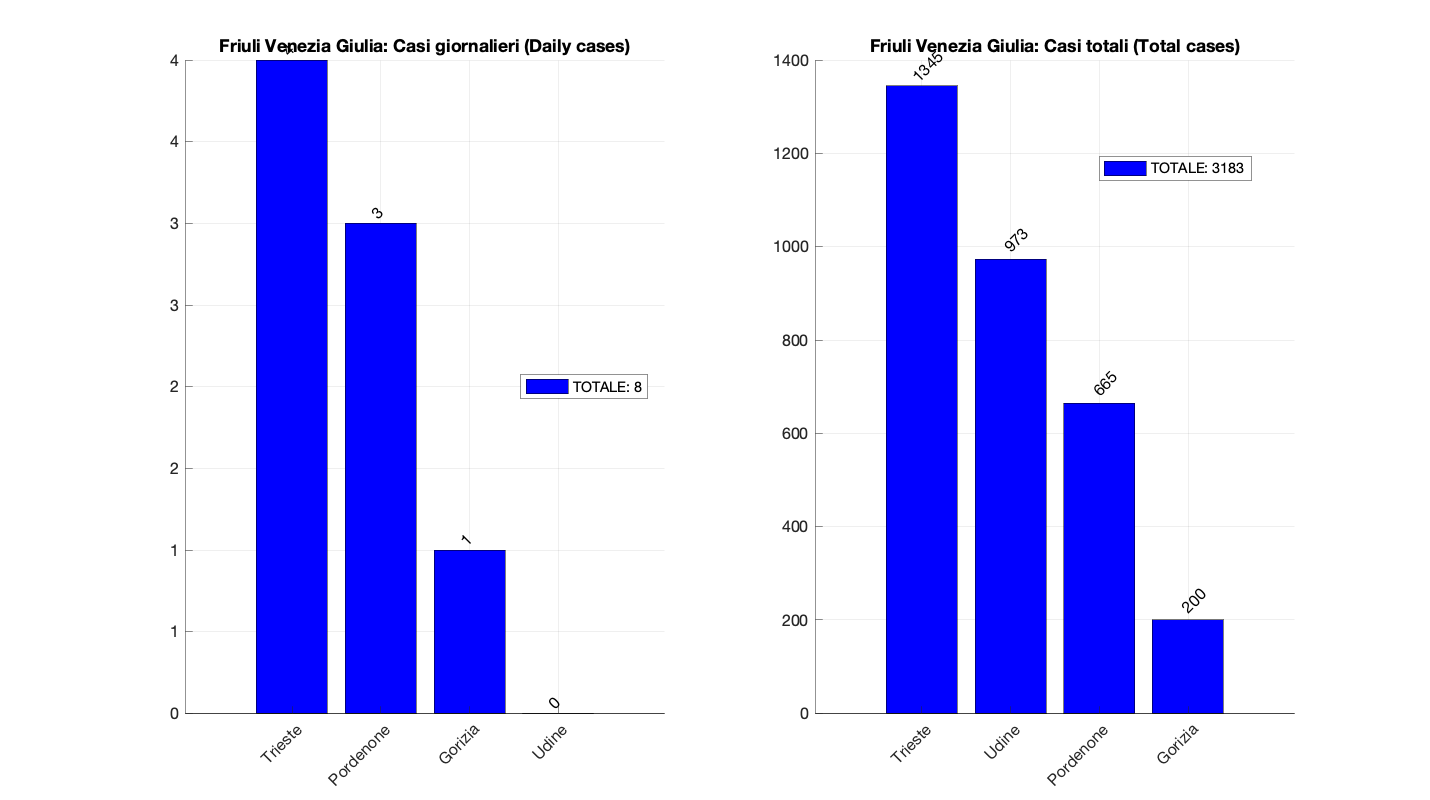 Friuli Venezia Giulia: Casi giornalieri (Daily cases)
4
4
4
3
3
2
2
1
1
0
3
1
0
TOTALE: 8
Trieste
Pordenone
Gorizia
Udine
Friuli Venezia Giulia: Casi totali (Total cases)
1400
1200
1000
800
600
400
200
0
1345
973
665
200
TOTALE: 3183
Trieste
Udine
Pordenone
Gorizia